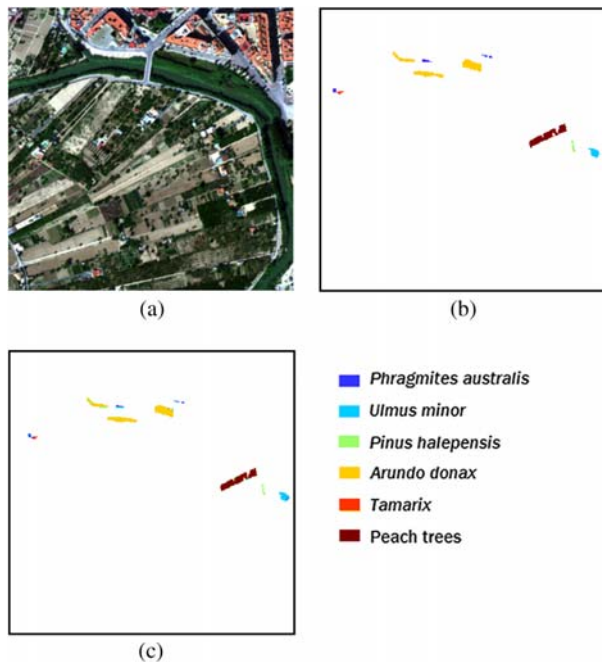 (a)
(b)
Phragmites australis
Ulmus minor
Pinus halepensis
Arundo donax
Tamarix
Peach trees
(c)